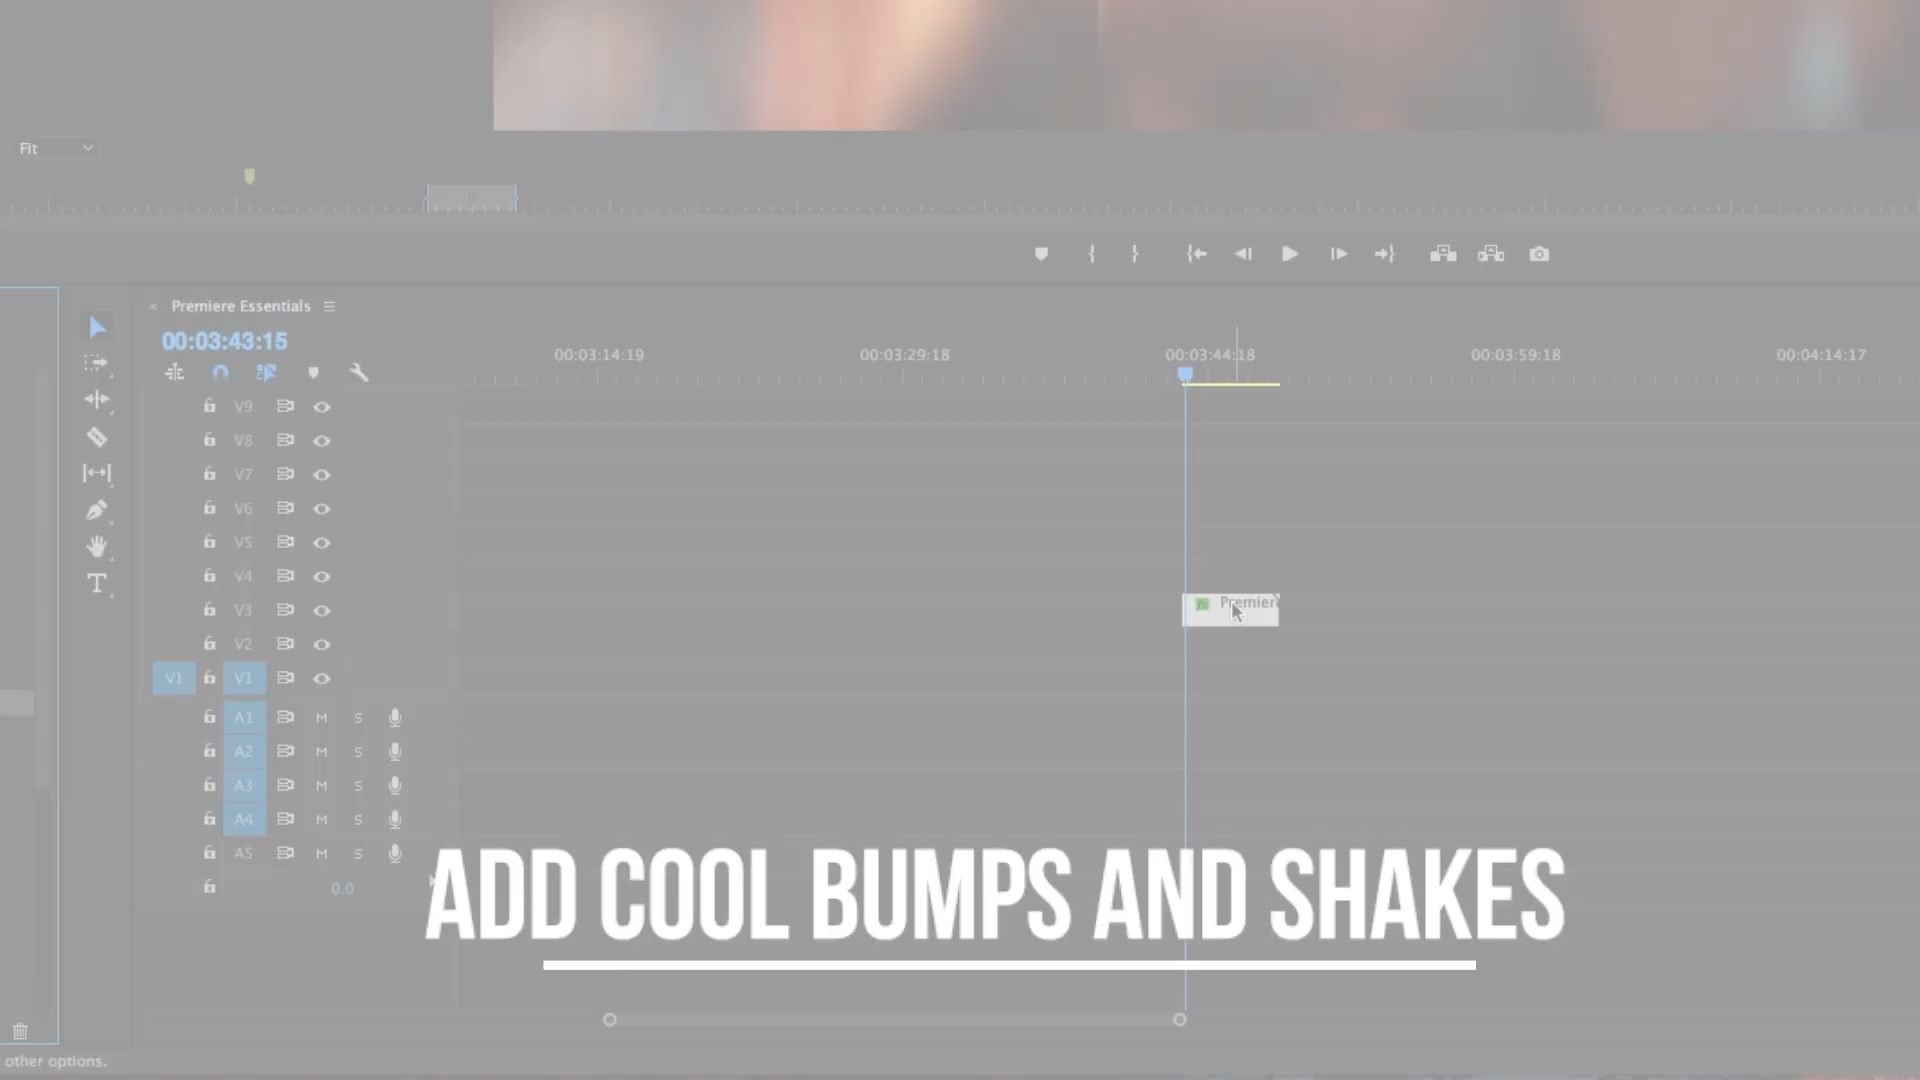 Fit
Premiere Essentials
00:03:43:15
00:03:14:19 00:03:29:18 00:03:44:18 00:03:59:18 00:04:14:17
V9
V8
V7
V6
V5
V4
V3 Premier
V2
V1 V1
A1 M S
A2 M S
A3 M S
A4 M S
A5 M S
0.0
ADD COOL BUMPS AND SHAKES
other options.